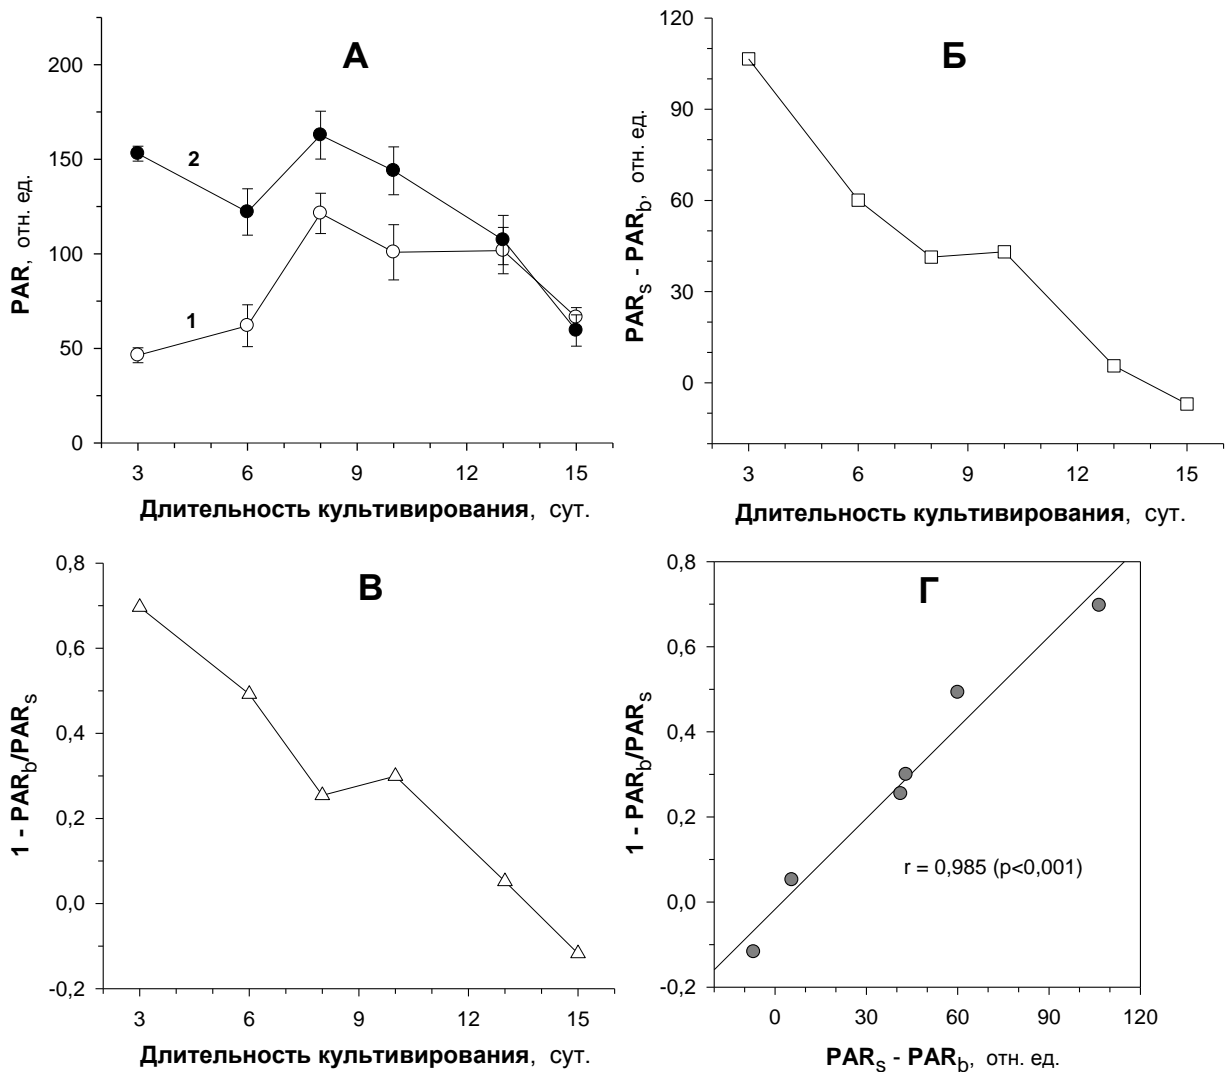 А
PAR, отн. ед.
200
150
100
50
0
2
1
3 6 9 12 15
Длительность культивирования, сут.
Б
PARs - PARb, отн. ед.
120
90
60
30
0
3 6 9 12 15
Длительность культивирования, сут.
В
1 - PARb/PARs
0,8
0,6
0,4
0,2
0,0
-0,2
3 6 9 12 15
Длительность культивирования, сут.
Г
1 - PARb/PARs
0,8
0,6
0,4
0,2
0,0
-0,2
r = 0,985 (p<0,001)
0 30 60 90 120
PARs - PARb, отн. ед.